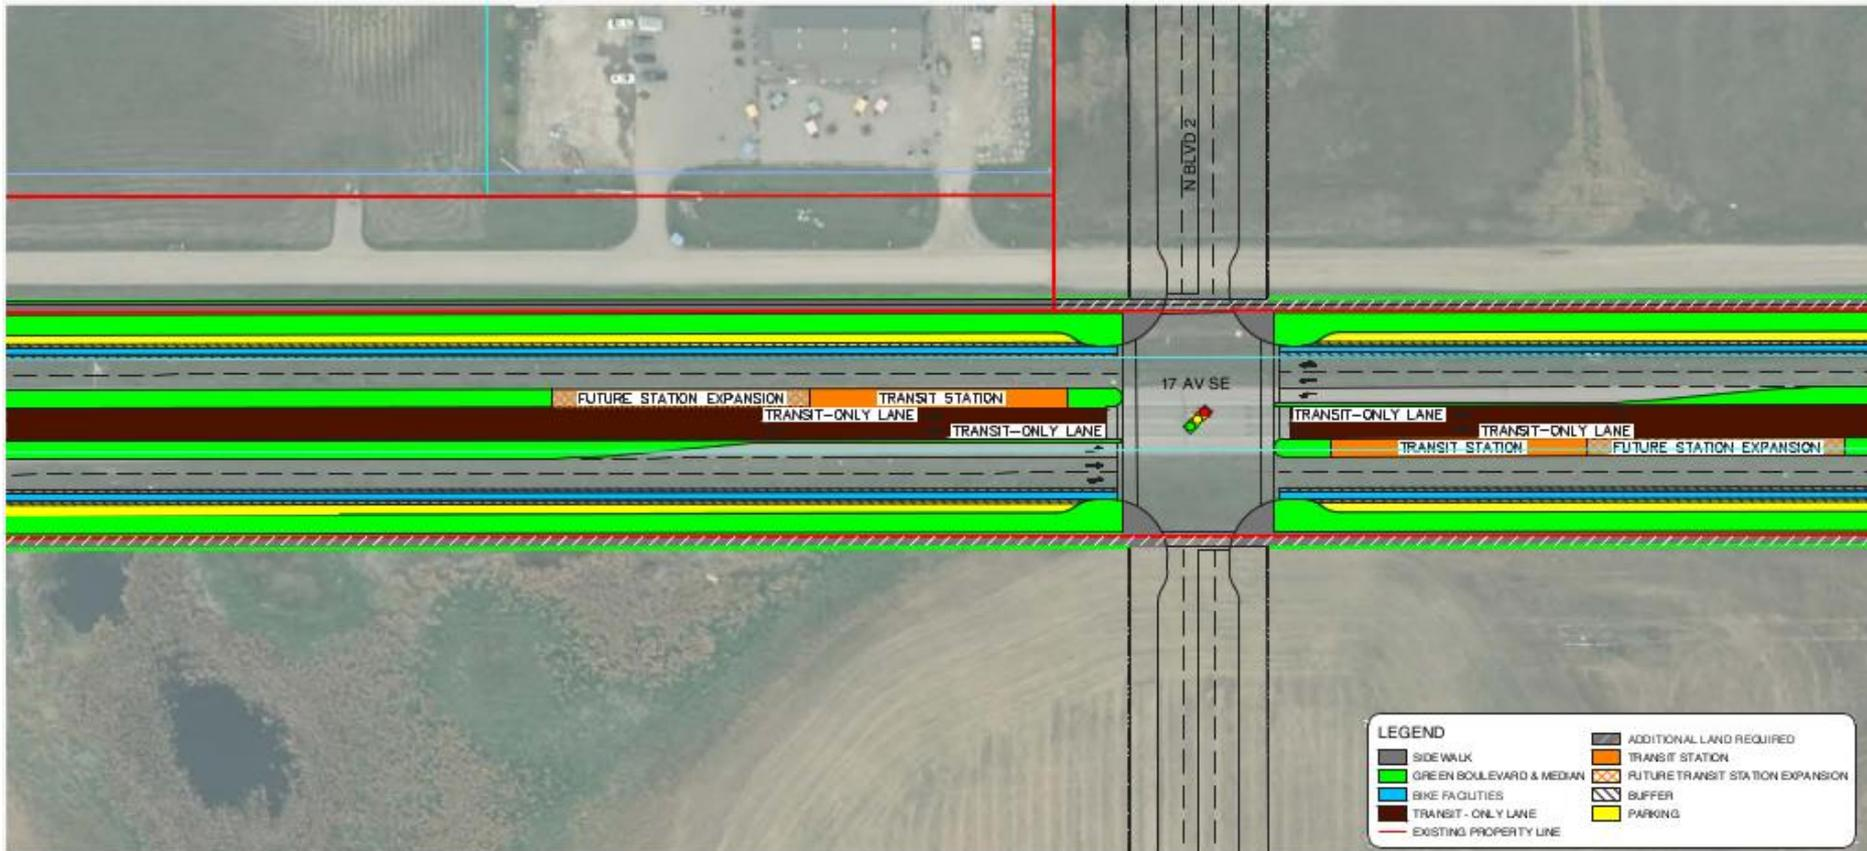 N BLVD 2
17 AV SE
FUTURE STATION EXPANSION
TRANSIT STATION
TRANSIT-ONLY LANE
TRANSIT-ONLY LANE
TRANSIT-ONLY LANE
TRANSIT-ONLY LANE
TRANSIT STATION
FUTURE STATION EXPANSION
LEGEND
SIDEWALK
GREEN BOULEVARD & MEDIAN
BIKE FACILITIES
TRANSIT - ONLY LANE
EXISTING PROPERTY LINE
ADDITIONAL LAND REQUIRED
TRANSIT STATION
FUTURE TRANSIT STATION EXPANSION
BUFFER
PARKING